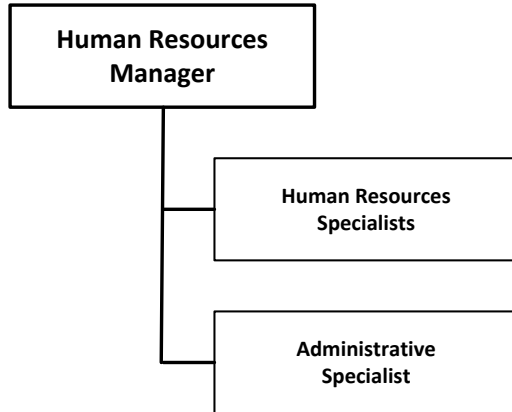 Human Resources
Manager
Human Resources
Specialists
Administrative
Specialist